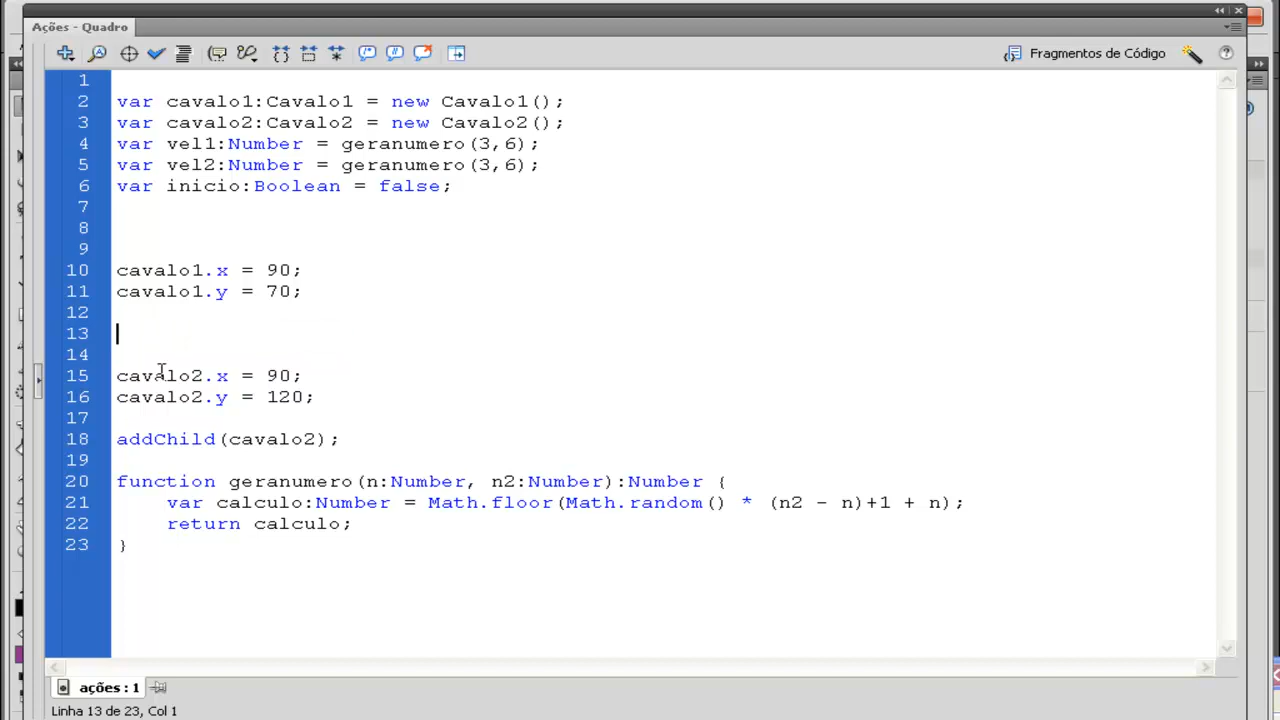 Ações - Quadro
Fragmentos de Código
1
2 var cavalo1:Cavalo1 = new Cavalo1();
3 var cavalo2:Cavalo2 = new Cavalo2();
4 var vel1:Number = geranumero(3,6);
5 var vel2:Number = geranumero(3,6);
6 var inicio:Boolean = false;
7
8
9
10 cavalo1.x = 90;
11 cavalo1.y = 70;
12
13
14
15 cavalo2.x = 90;
16 cavalo2.y = 120;
17
18 addChild(cavalo2);
19
20 function geranumero(n:Number, n2:Number):Number {
21 var calculo:Number = Math.floor(Math.random() * (n2 - n)+1 + n);
22 return calculo;
23 }
ações : 1
Linha 13 de 23, Col 1